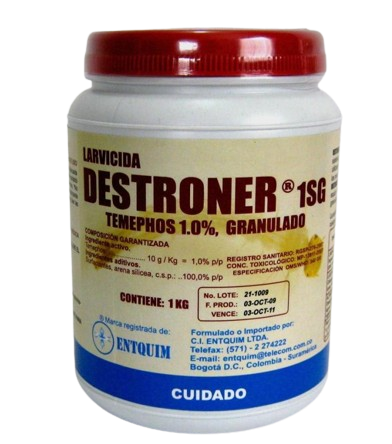 LARVICIDA
DESTRONER ® 1SG
TEMEPHOS 1.0%, GRANULADO
COMPOSICIÓN GARANTIZADA
Ingrediente activo.
10 g / Kg = 1,0% p/p
Ingredientes aditivos.
arena silicea, c.s.p.: ..100,0% p/p
REGISTRO SANITARIO:
CONC. TOXICOLÓGICO
ESPECIFICACIÓN
CONTIENE: 1 KG
No. LOTE: 21-1009
F. PROD.: 03-OCT-09
VENCE: 03-OCT-11
® Marca registrada de:
ENTQUIM
Formulado o Importado por:
C.I. ENTQUIM LTDA.
Telefax: (571) - 2 274222
E-mail: entquim@telecom.com.co
Bogotá D.C., Colombia - Suramérica
CUIDADO